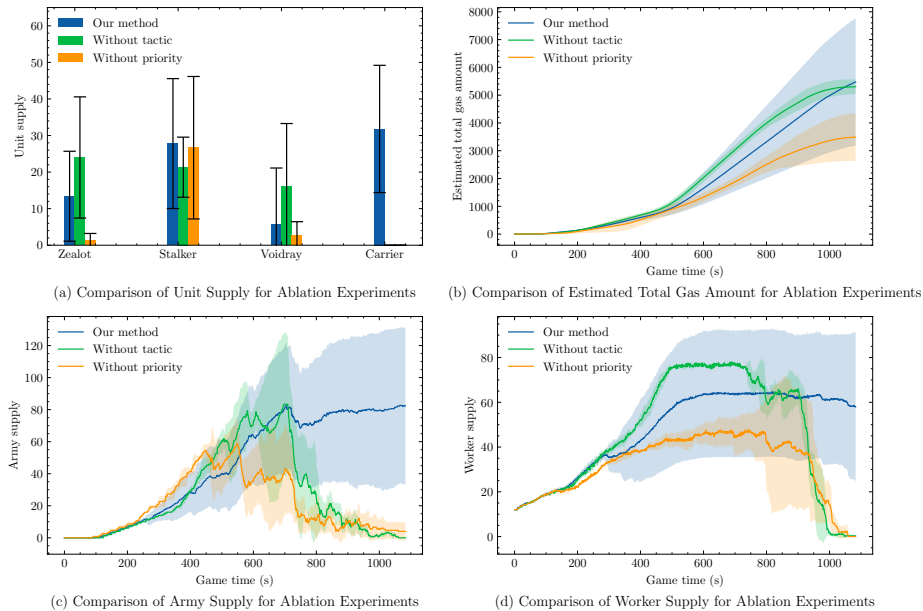 60
50
40
30
20
10
0
Unit supply
Our method
Without tactic
Without priority
Zealot
Stalker
Voidray
Carrier
(a) Comparison of Unit Supply for Ablation Experiments
8000
7000
6000
5000
4000
3000
2000
1000
0
Estimated total gas amount
Our method
Without tactic
Without priority
0 200 400 600 800 1000
Game time (s)
(b) Comparison of Estimated Total Gas Amount for Ablation Experiments
120
100
80
60
40
20
0
Army supply
Our method
Without tactic
Without priority
0 200 400 600 800 1000
Game time (s)
(c) Comparison of Army Supply for Ablation Experiments
80
60
40
20
0
Worker supply
Our method
Without tactic
Without priority
0 200 400 600 800 1000
Game time (s)
(d) Comparison of Worker Supply for Ablation Experiments